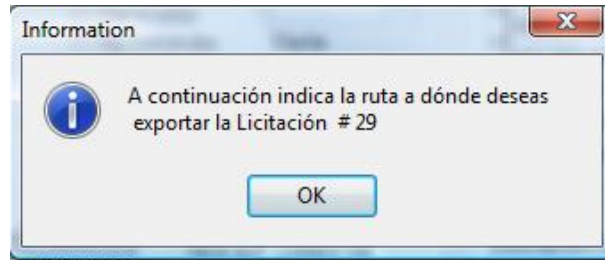 Information
A continuación indica la ruta a dónde deseas
exportar la Licitación # 29
OK